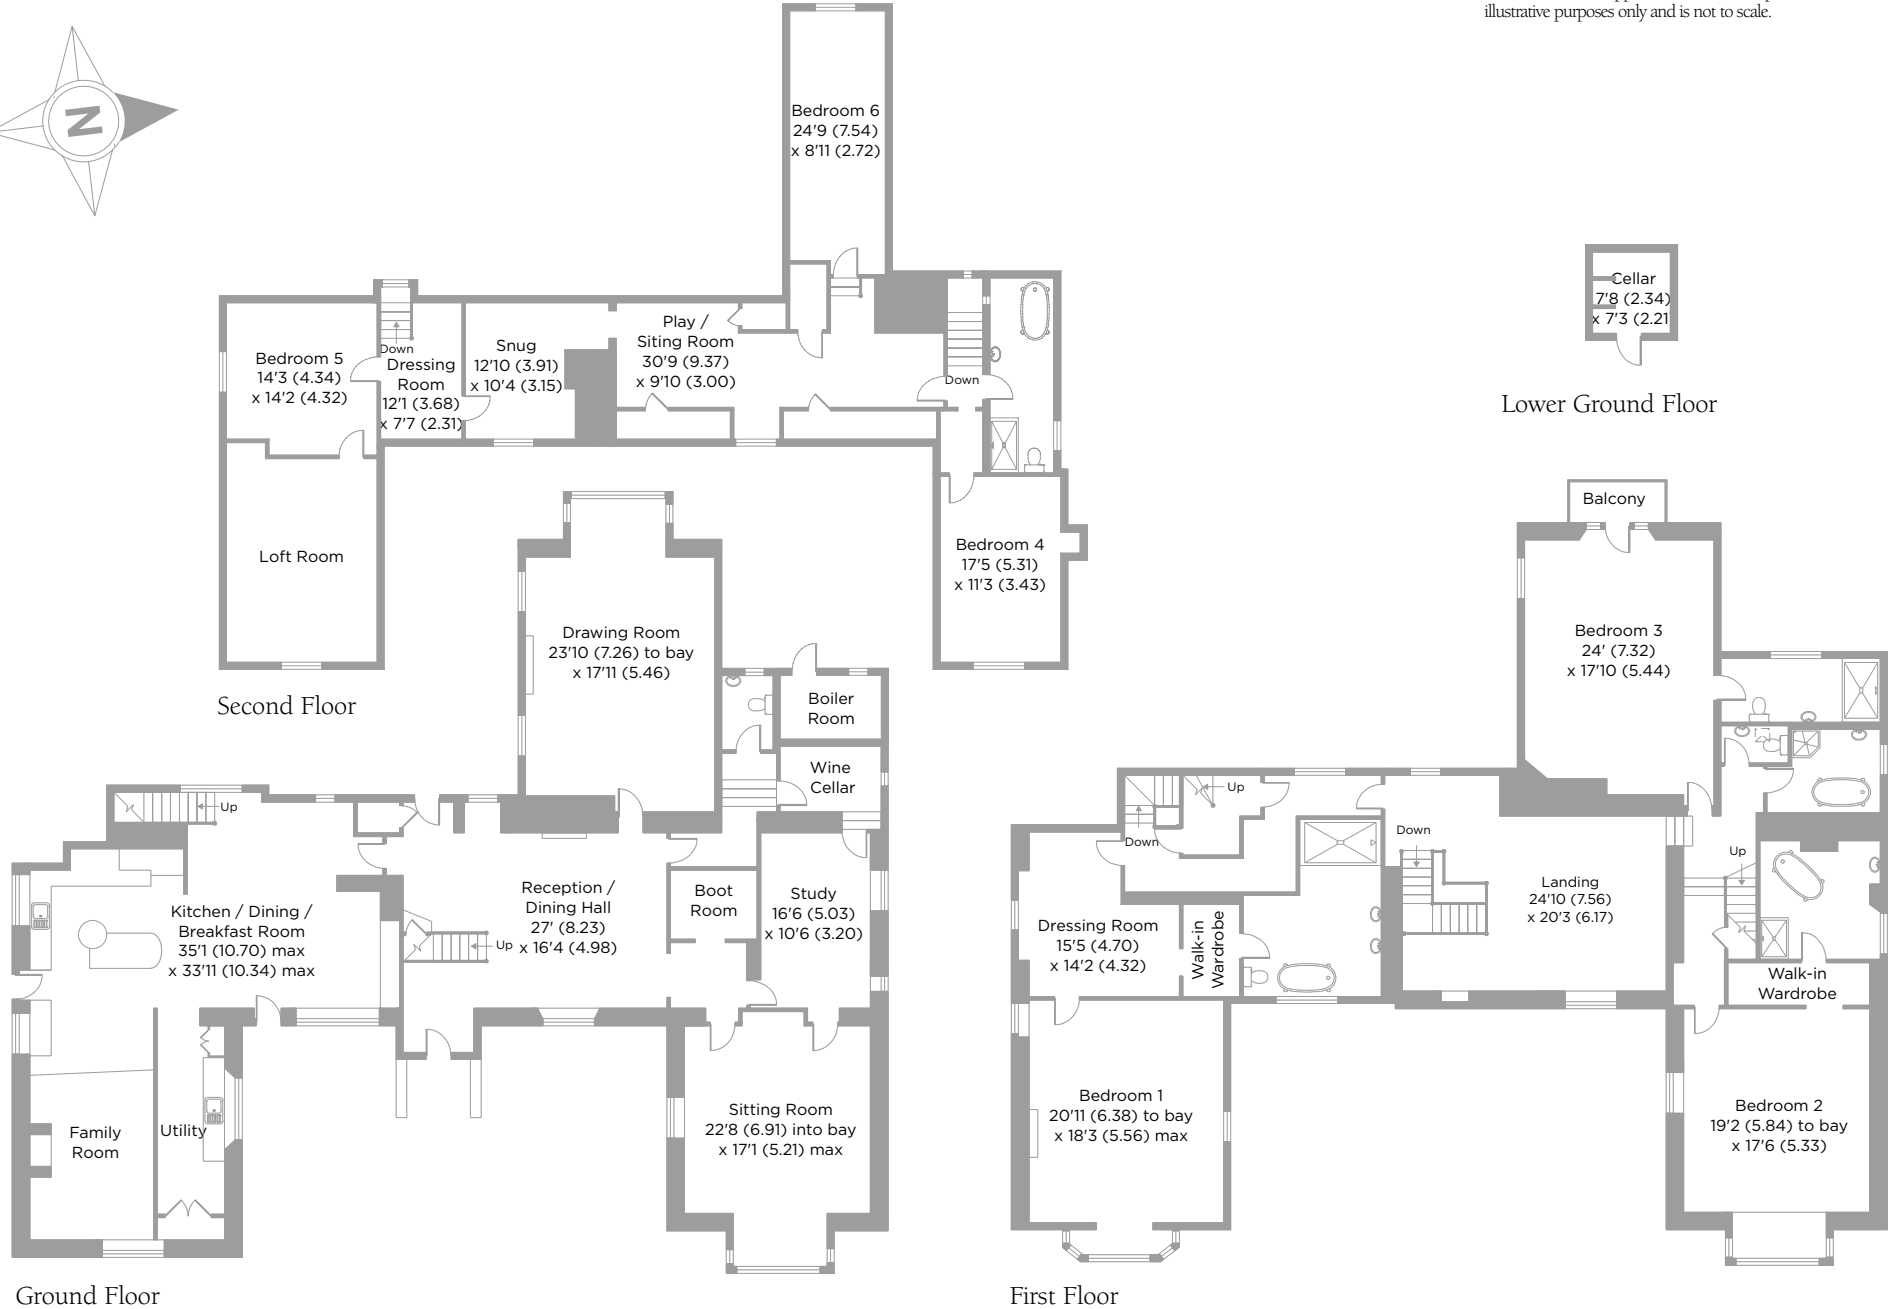 illustrative purposes only and is not to scale.
N
Bedroom 6
24'9 (7.54)
x 8'11 (2.72)
Bedroom 5
14'3 (4.34)
x 14'2 (4.32)
Down
Dressing
Room
12'1 (3.68)
x 7'7 (2.31)
Snug
12'10 (3.91)
x 10'4 (3.15)
Play /
Siting Room
30'9 (9.37)
x 9'10 (3.00)
Down
Loft Room
Bedroom 4
17'5 (5.31)
x 11'3 (3.43)
Second Floor
Cellar
7'8 (2.34)
x 7'3 (2.21
Lower Ground Floor
Drawing Room
23'10 (7.26) to bay
x 17'11 (5.46)
Boiler
Room
Wine
Cellar
Up
Kitchen / Dining /
Breakfast Room
35'1 (10.70) max
x 33'11 (10.34) max
Reception /
Dining Hall
27' (8.23)
x 16'4 (4.98)
Up
Boot
Room
Study
16'6 (5.03)
x 10'6 (3.20)
Family
Room
Utility
Sitting Room
22'8 (6.91) into bay
x 17'1 (5.21) max
Ground Floor
Balcony
Bedroom 3
24' (7.32)
x 17'10 (5.44)
Up
Down
Down
Up
Landing
24'10 (7.56)
x 20'3 (6.17)
Dressing Room
15'5 (4.70)
x 14'2 (4.32)
Walk-in
Wardrobe
Walk-in
Wardrobe
Bedroom 1
20'11 (6.38) to bay
x 18'3 (5.56) max
Bedroom 2
19'2 (5.84) to bay
x 17'6 (5.33)
First Floor